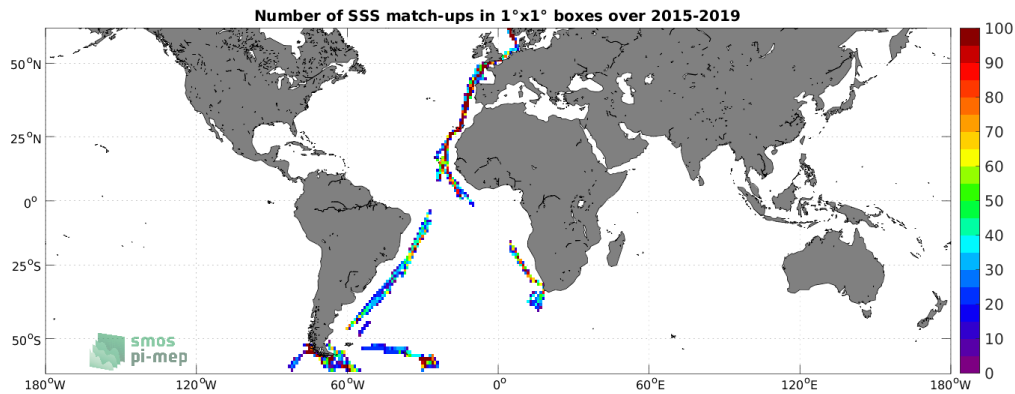 Number of SSS match-ups in 1°x1° boxes over 2015-2019
50°N
25°N
0°
25°S
50°S
180°W
120°W
60°W
0°
60°E
120°E
180°W
smos
pi-mep
100
90
80
70
60
50
40
30
20
10
0